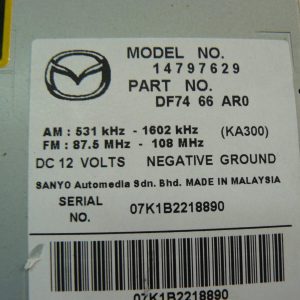 MODEL NO.
14797629
PART NO.
DF74 66 AR0
AM : 531 kHz - 1602 kHz (KA300)
FM : 87.5 MHz - 108 MHz
DC 12 VOLTS NEGATIVE GROUND
SANYO Automedia Sdn. Bhd. MADE IN MALAYSIA
SERIAL NO. 07K1B2218890
07K1B2218890